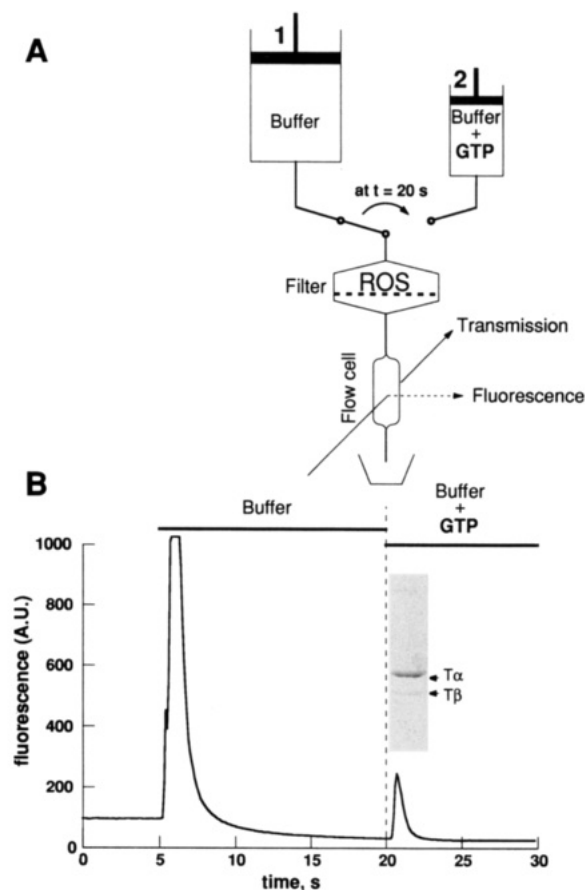 A
1
2
Buffer
Buffer
+
GTP
at t = 20 s
Filter
ROS
Transmission
Flow cell
Fluorescence
B
Buffer
Buffer
+
GTP
1000
800
600
400
200
0
fluorescence (A.U.)
Tα
Tβ
0 5 10 15 20 25 30
time, s